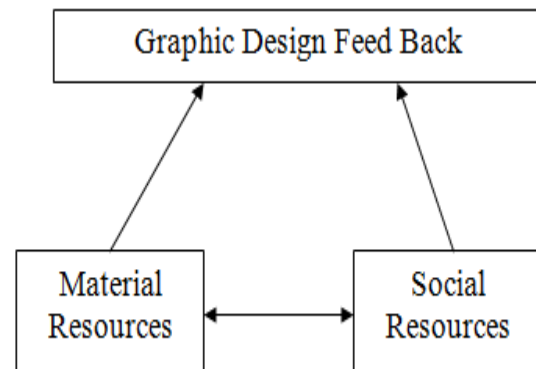 Graphic Design Feed Back
Material
Resources
Social
Resources